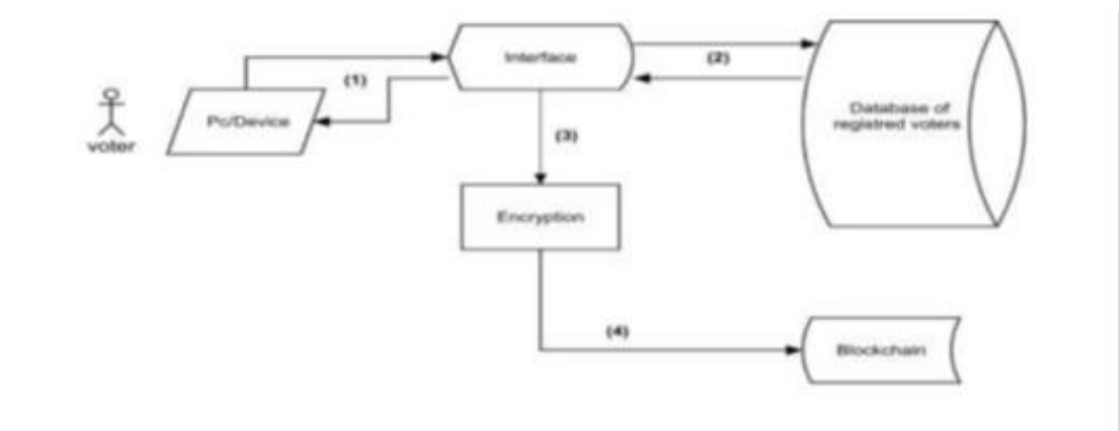 Interface
(1)
(2)
Pc/Device
voter
Database of
registred voters
(3)
Encryption
(4)
Blockchain